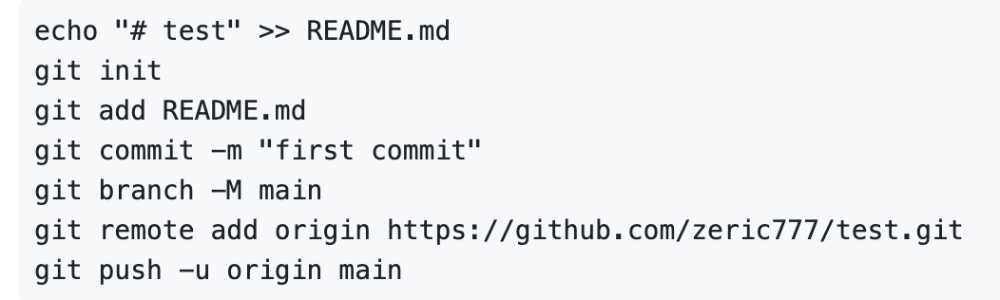 echo "# test" >> README.md
git init
git add README.md
git commit -m "first commit"
git branch -M main
git remote add origin https://github.com/zeric777/test.git
git push -u origin main